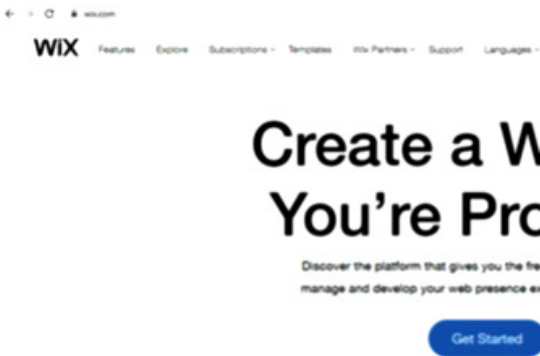 wix.com
WiX Features Explore Subscriptions Templates Wix Partners Support Languages
Create a W
You're Pro
Discover the platform that gives you the fre
manage and develop your web presence ex
Get Started